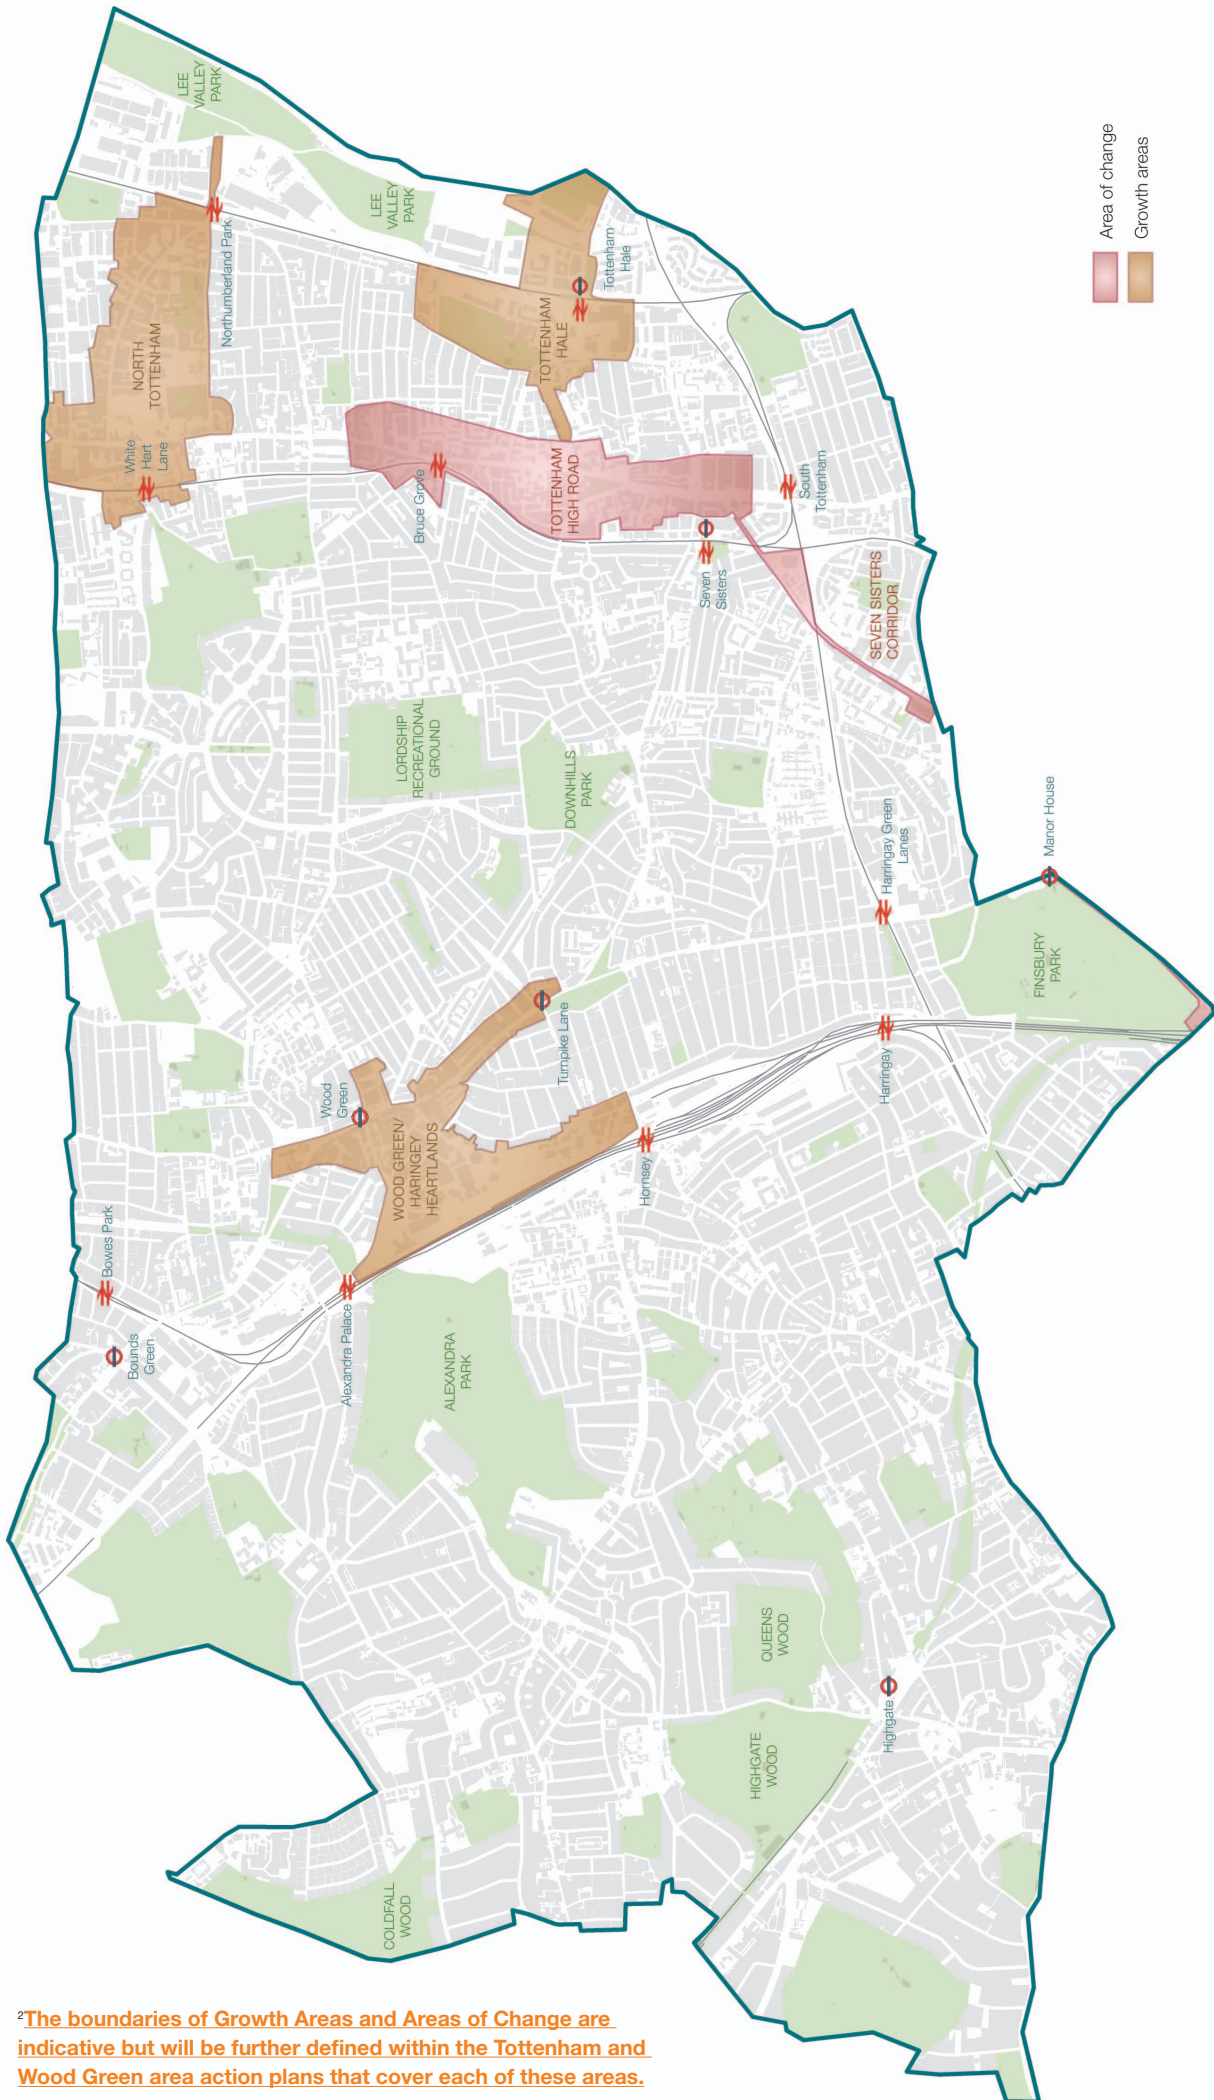 LEE
VALLEY
PARK
LEE
VALLEY
PARK
Northumberland Park
NORTH
TOTTENHAM
White
Hart
Lane
Tottenham
Hale
TOTTENHAM
HALE
Bruce Grove
TOTTENHAM
HIGH ROAD
South
Tottenham
Seven
Sisters
SEVEN SISTERS
CORRIDOR
LORDSHIP
RECREATIONAL
GROUND
DOWNHILLS
PARK
Manor House
Harringay Green
Lanes
FINSBURY
PARK
Harringay
Turnpike Lane
Wood
Green
WOOD GREEN/
HARINGEY
HEARTLANDS
Hornsey
Bowes Park
Bounds
Green
Alexandra Palace
ALEXANDRA
PARK
QUEENS
WOOD
Highgate
HIGHGATE
WOOD
COLDFALL
WOOD
Area of change
Growth areas
²The boundaries of Growth Areas and Areas of Change are
indicative but will be further defined within the Tottenham and
Wood Green area action plans that cover each of these areas.